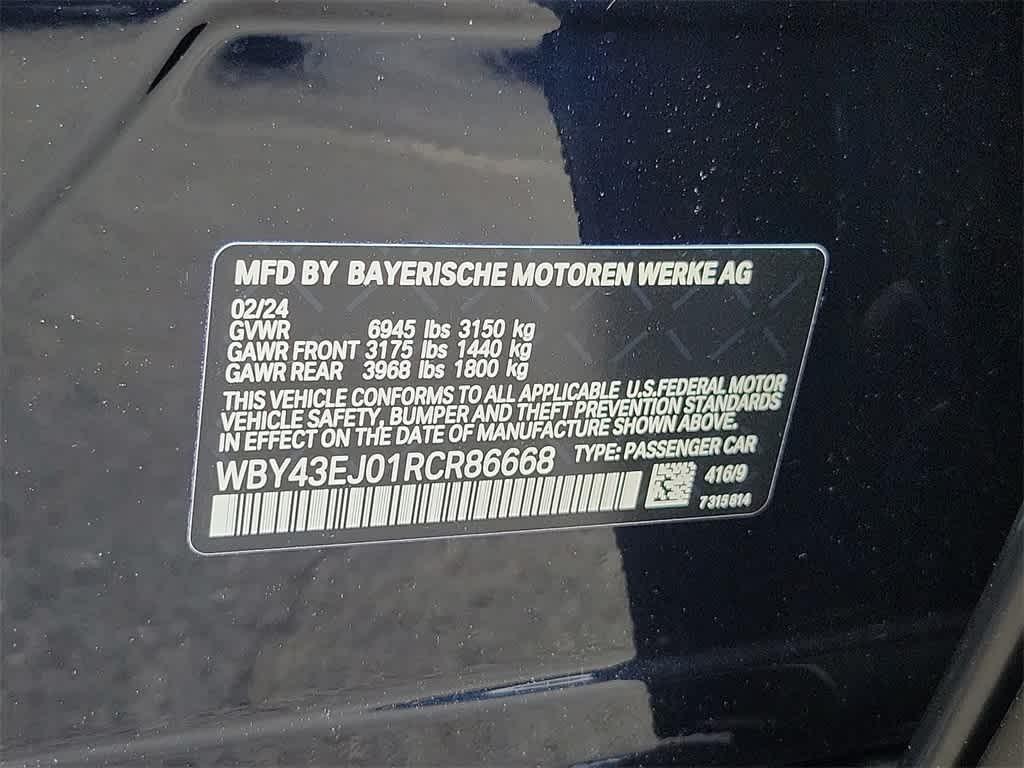 MFD BY BAYERISCHE MOTOREN WERKE AG
02/24
GVWR 6945 lbs 3150 kg
GAWR FRONT 3175 lbs 1440 kg
GAWR REAR 3968 lbs 1800 kg
THIS VEHICLE CONFORMS TO ALL APPLICABLE U.S.FEDERAL MOTOR
VEHICLE SAFETY, BUMPER AND THEFT PREVENTION STANDARDS
IN EFFECT ON THE DATE OF MANUFACTURE SHOWN ABOVE.
WBY43EJ01RCR86668 TYPE: PASSENGER CAR
416/9
7315814